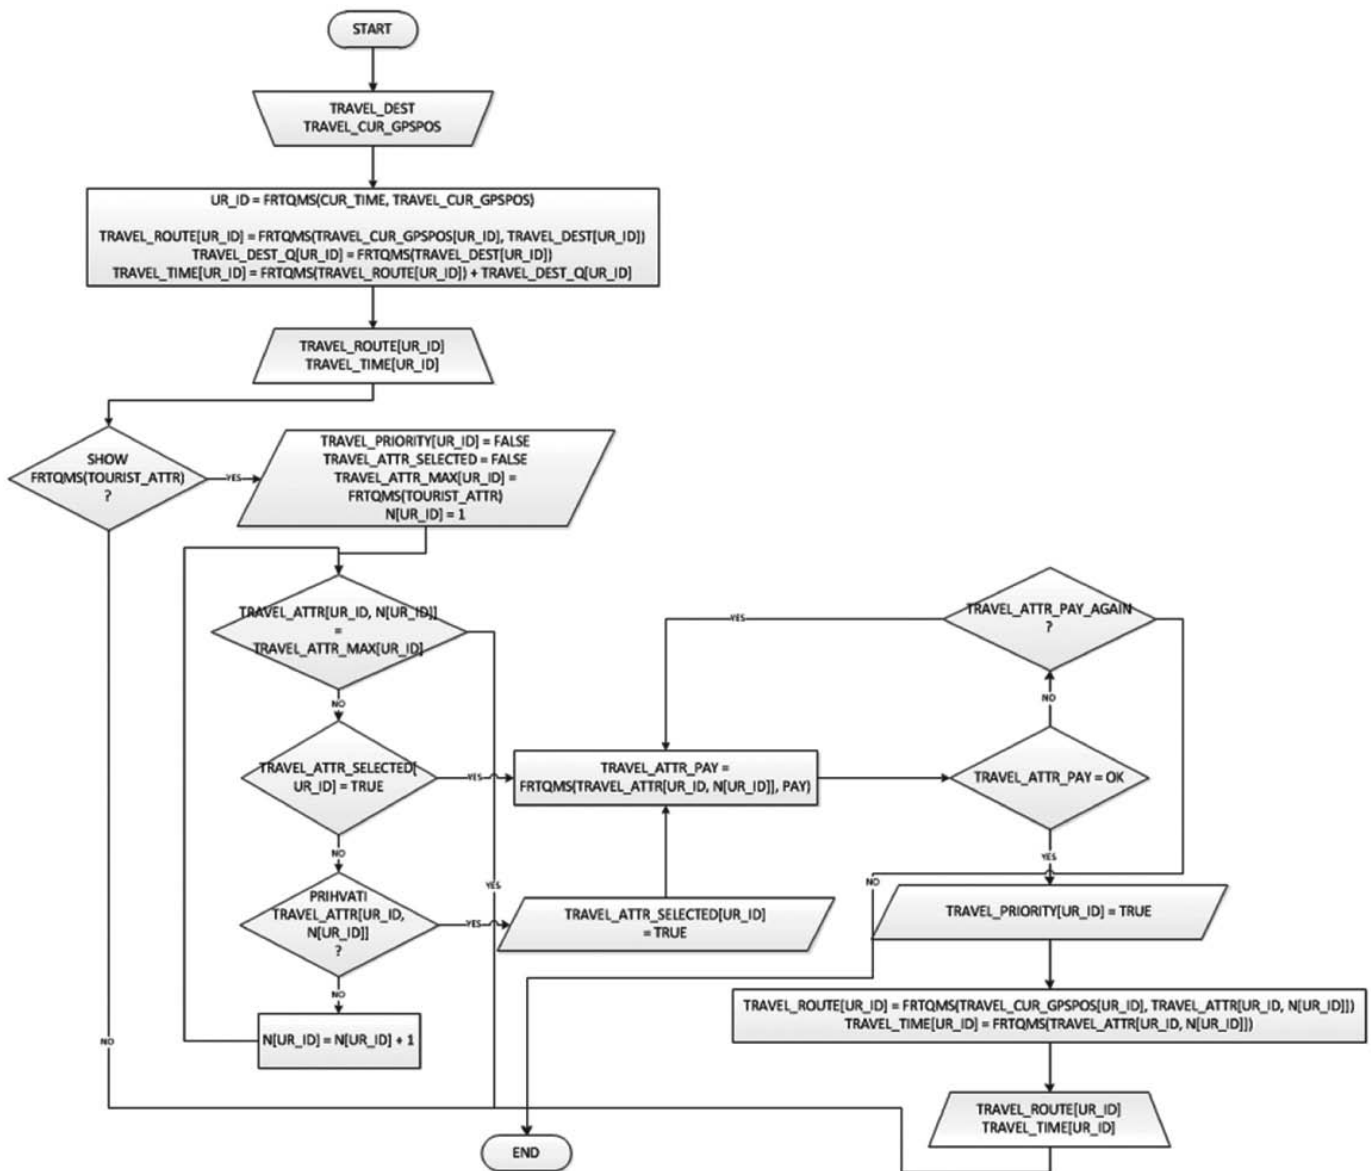 START
TRAVEL_DEST
TRAVEL_CUR_GPSPOS
UR_ID = FRTQMS(CUR_TIME, TRAVEL_CUR_GPSPOS)
TRAVEL_ROUTE[UR_ID] = FRTQMS(TRAVEL_CUR_GPSPOS[UR_ID], TRAVEL_DEST[UR_ID])
TRAVEL_DEST_Q[UR_ID] = FRTQMS(TRAVEL_DEST[UR_ID])
TRAVEL_TIME[UR_ID] = FRTQMS(TRAVEL_ROUTE[UR_ID]) + TRAVEL_DEST_Q[UR_ID]
TRAVEL_ROUTE[UR_ID]
TRAVEL_TIME[UR_ID]
SHOW
FRTQMS(TOURIST_ATTR)
?
YES
TRAVEL_PRIORITY[UR_ID] = FALSE
TRAVEL_ATTR_SELECTED = FALSE
TRAVEL_ATTR_MAX[UR_ID] =
FRTQMS(TOURIST_ATTR)
N[UR_ID] = 1
TRAVEL_ATTR[UR_ID, N[UR_ID]]
=
TRAVEL_ATTR_MAX[UR_ID]
NO
TRAVEL_ATTR_SELECTED[
UR_ID] = TRUE
YES
NO
PRIHVATI
TRAVEL_ATTR[UR_ID,
N[UR_ID]]
?
YES
NO
N[UR_ID] = N[UR_ID] + 1
NO
YES
TRAVEL_ATTR_PAY =
FRTQMS(TRAVEL_ATTR[UR_ID, N[UR_ID]], PAY)
TRAVEL_ATTR_SELECTED[UR_ID]
= TRUE
YES
TRAVEL_ATTR_PAY_AGAIN
?
NO
TRAVEL_ATTR_PAY = OK
YES
NO
TRAVEL_PRIORITY[UR_ID] = TRUE
TRAVEL_ROUTE[UR_ID] = FRTQMS(TRAVEL_CUR_GPSPOS[UR_ID], TRAVEL_ATTR[UR_ID, N[UR_ID]])
TRAVEL_TIME[UR_ID] = FRTQMS(TRAVEL_ATTR[UR_ID, N[UR_ID]])
TRAVEL_ROUTE[UR_ID]
TRAVEL_TIME[UR_ID]
END